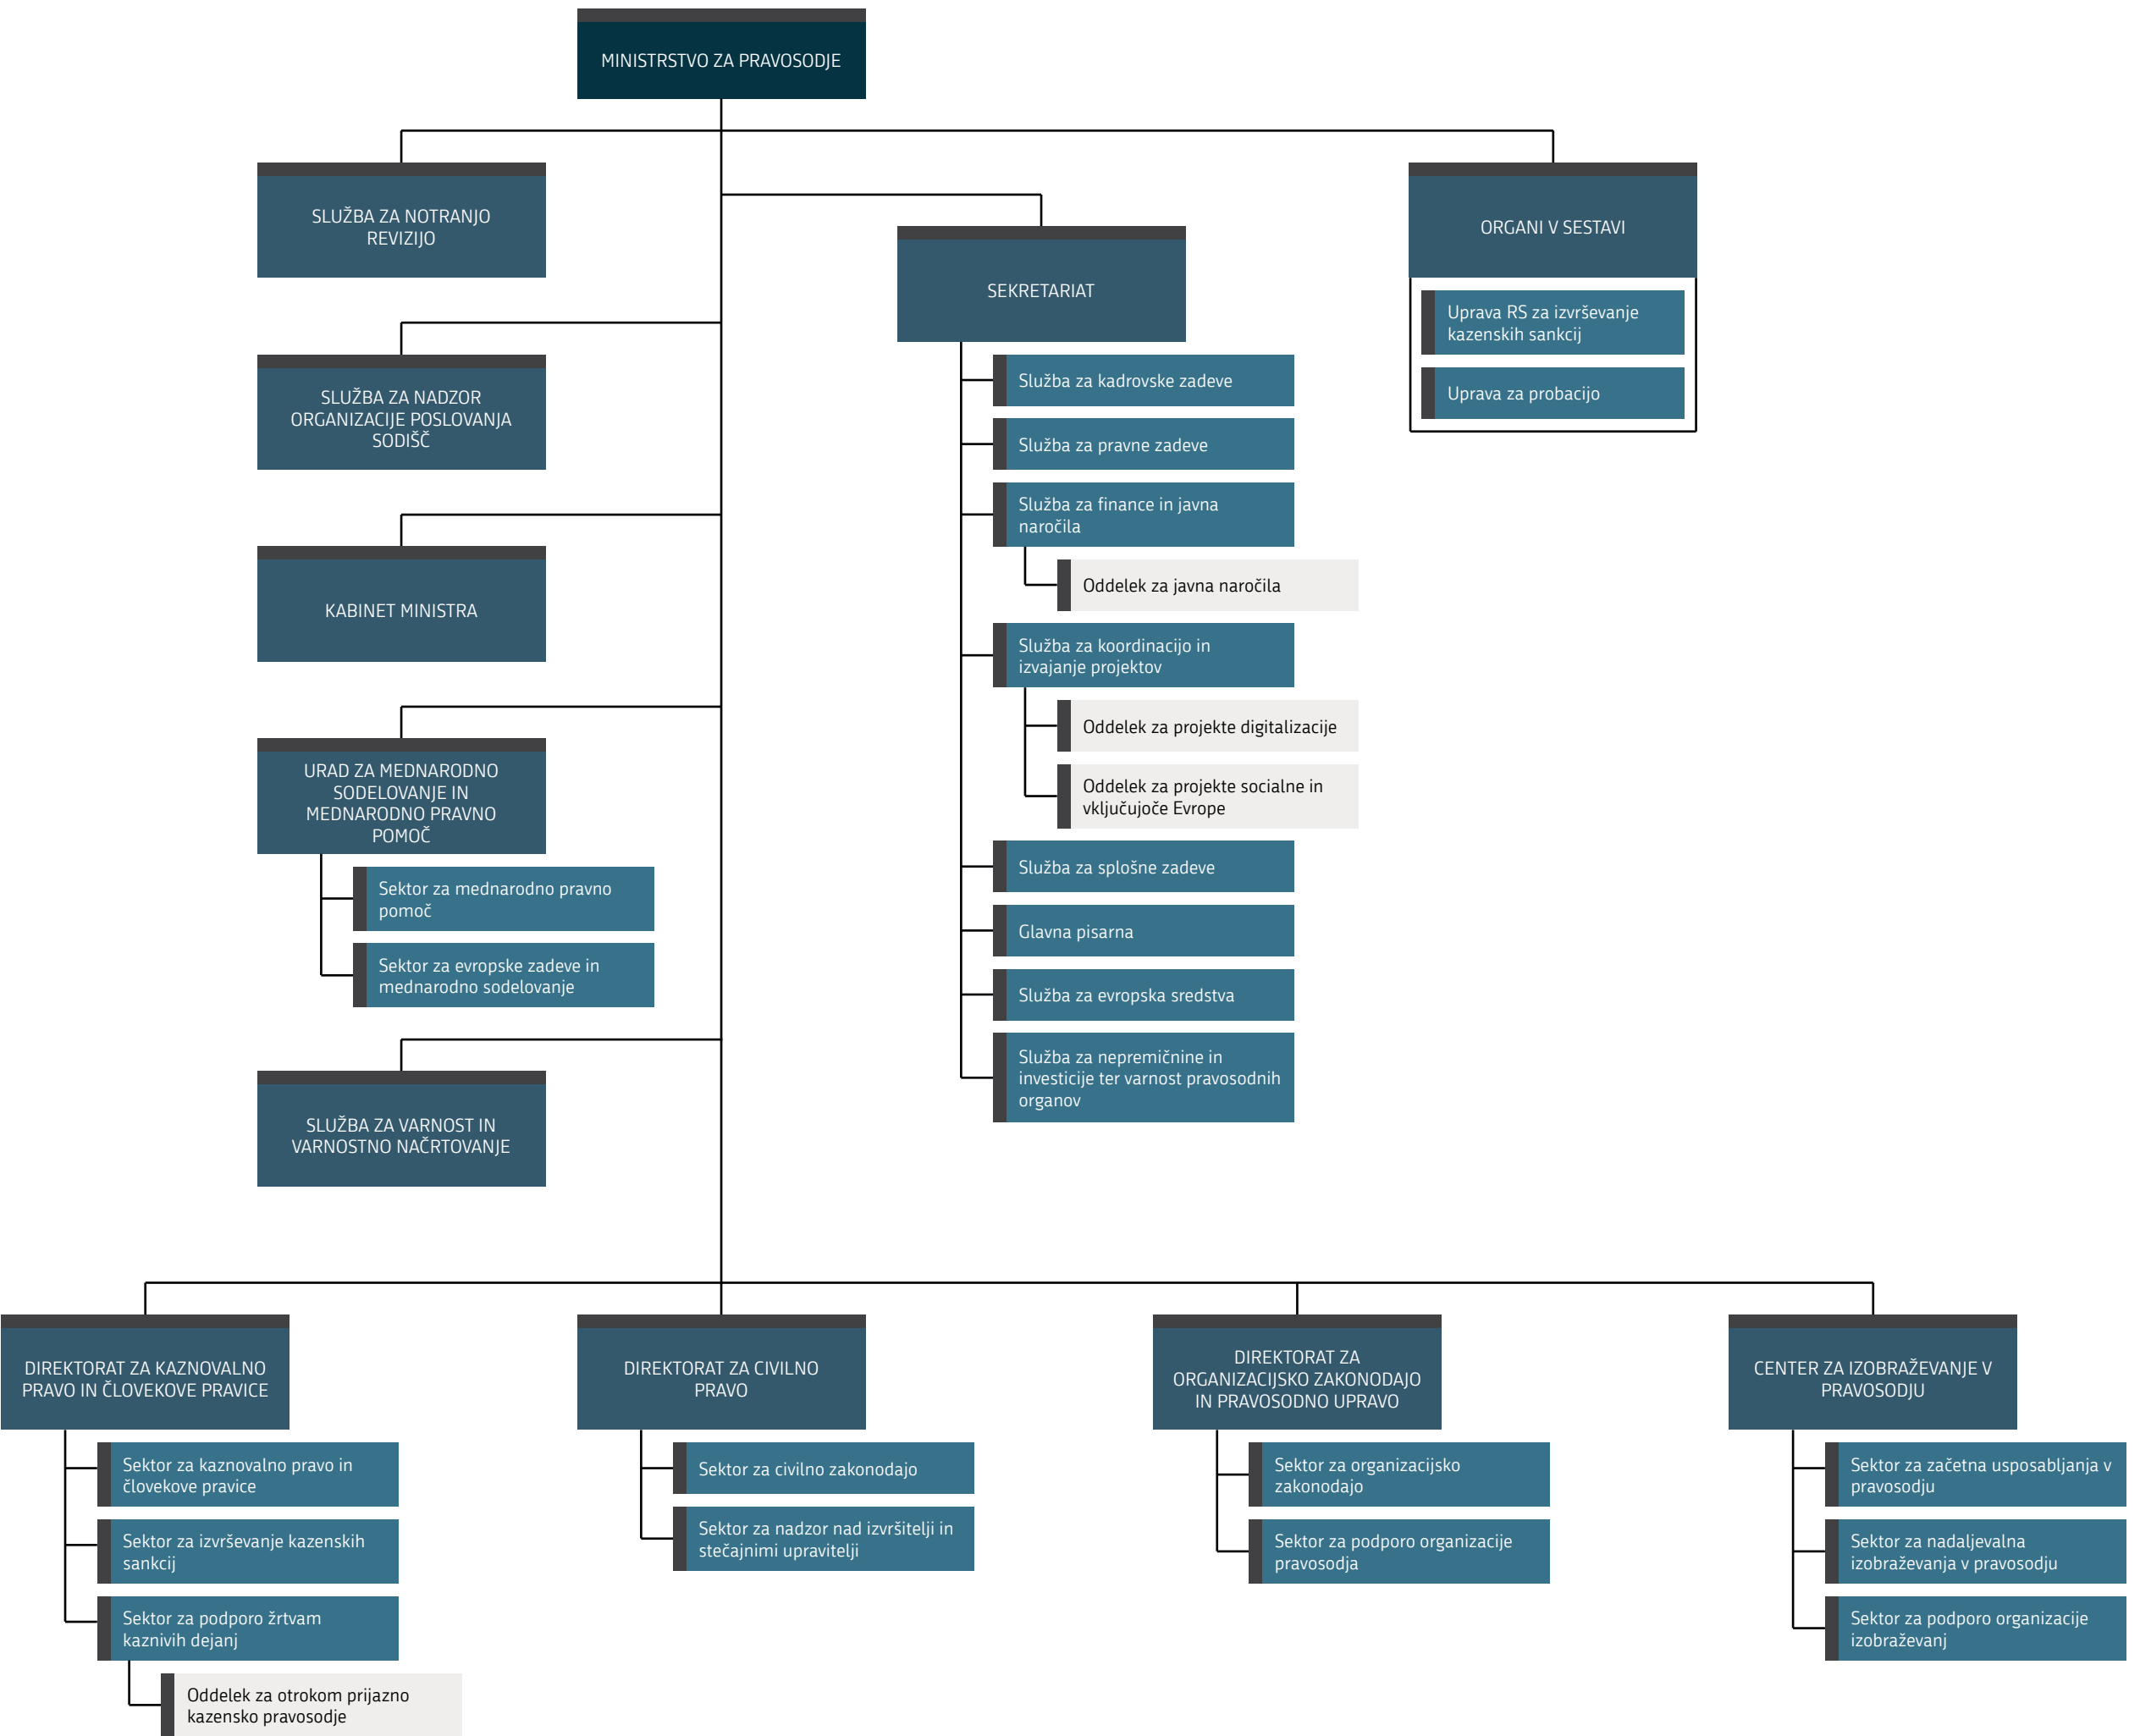 MINISTRSTVO ZA PRAVOSODJE
SLUŽBA ZA NOTRANJO
REVIZIJO
SLUŽBA ZA NADZOR
ORGANIZACIJE POSLOVANJA
SODIŠČ
KABINET MINISTRA
URAD ZA MEDNARODNO
SODELOVANJE IN
MEDNARODNO PRAVNO
POMOČ
Sektor za mednarodno pravno
pomoč
Sektor za evropske zadeve in
mednarodno sodelovanje
SLUŽBA ZA VARNOST IN
VARNOSTNO NAČRTOVANJE
SEKRETARIAT
Služba za kadrovske zadeve
Služba za pravne zadeve
Služba za finance in javna
naročila
Oddelek za javna naročila
Služba za koordinacijo in
izvajanje projektov
Oddelek za projekte digitalizacije
Oddelek za projekte socialne in
vključujoče Evrope
Služba za splošne zadeve
Glavna pisarna
Služba za evropska sredstva
Služba za nepremičnine in
investicije ter varnost pravosodnih
organov
ORGANI V SESTAVI
Uprava RS za izvrševanje
kazenskih sankcij
Uprava za probacijo
DIREKTORAT ZA KAZNOVALNO
PRAVO IN ČLOVEKOVE PRAVICE
Sektor za kaznovalno pravo in
človekove pravice
Sektor za izvrševanje kazenskih
sankcij
Sektor za podporo žrtvam
kaznivih dejanj
Oddelek za otrokom prijazno
kazensko pravosodje
DIREKTORAT ZA CIVILNO
PRAVO
Sektor za civilno zakonodajo
Sektor za nadzor nad izvršitelji in
stečajnimi upravitelji
DIREKTORAT ZA
ORGANIZACIJSKO ZAKONODAJO
IN PRAVOSODNO UPRAVO
Sektor za organizacijsko
zakonodajo
Sektor za podporo organizacije
pravosodja
CENTER ZA IZOBRAŽEVANJE V
PRAVOSODJU
Sektor za začetna usposabljanja v
pravosodju
Sektor za nadaljevalna
izobraževanja v pravosodju
Sektor za podporo organizacije
izobraževanj